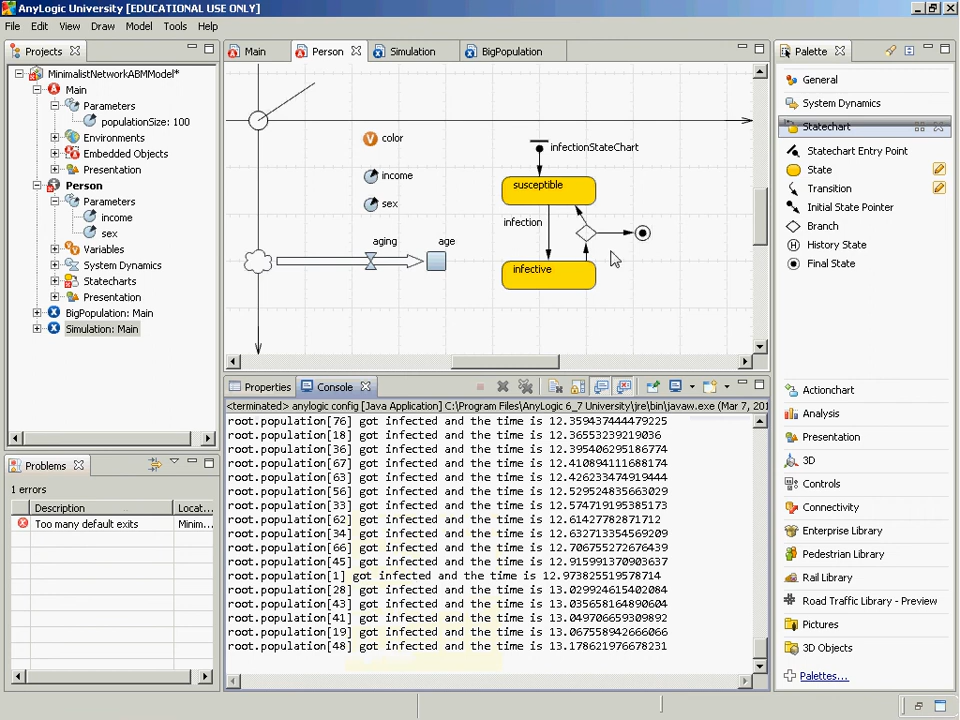 AnyLogic University [EDUCATIONAL USE ONLY]
File Edit View Draw Model Tools Help
Projects
MinimalistNetworkABMModel*
Main
Parameters
populationSize: 100
Environments
Embedded Objects
Presentation
Person
Parameters
income
sex
Variables
System Dynamics
Statecharts
Presentation
BigPopulation: Main
Simulation: Main
Problems
1 errors
Description Locat...
Too many default exits Minim...
Main Person Simulation BigPopulation
color
income
sex
aging
age
infectionStateChart
susceptible
infection
infective
Properties Console
<terminated> anylogic config [Java Application] C:\Program Files\AnyLogic 6_7 University\jre\bin\javaw.exe (Mar 7, 201
root.population[76] got infected and the time is 12.359437444479225
root.population[18] got infected and the time is 12.36553239219036
root.population[36] got infected and the time is 12.395406295186774
root.population[67] got infected and the time is 12.410894111688174
root.population[63] got infected and the time is 12.426233474919444
root.population[56] got infected and the time is 12.529524835663029
root.population[33] got infected and the time is 12.574719195385173
root.population[62] got infected and the time is 12.61427782871712
root.population[34] got infected and the time is 12.632713354569209
root.population[66] got infected and the time is 12.706755272676439
root.population[45] got infected and the time is 12.915991370903637
root.population[1] got infected and the time is 12.973825519578714
root.population[28] got infected and the time is 13.029924615402084
root.population[43] got infected and the time is 13.035658164890604
root.population[41] got infected and the time is 13.049706659309892
root.population[19] got infected and the time is 13.067558942666066
root.population[48] got infected and the time is 13.178621976678231
Palette
General
System Dynamics
Statechart
Statechart Entry Point
State
Transition
Initial State Pointer
Branch
History State
Final State
Actionchart
Analysis
Presentation
3D
Controls
Connectivity
Enterprise Library
Pedestrian Library
Rail Library
Road Traffic Library - Preview
Pictures
3D Objects
Palettes...